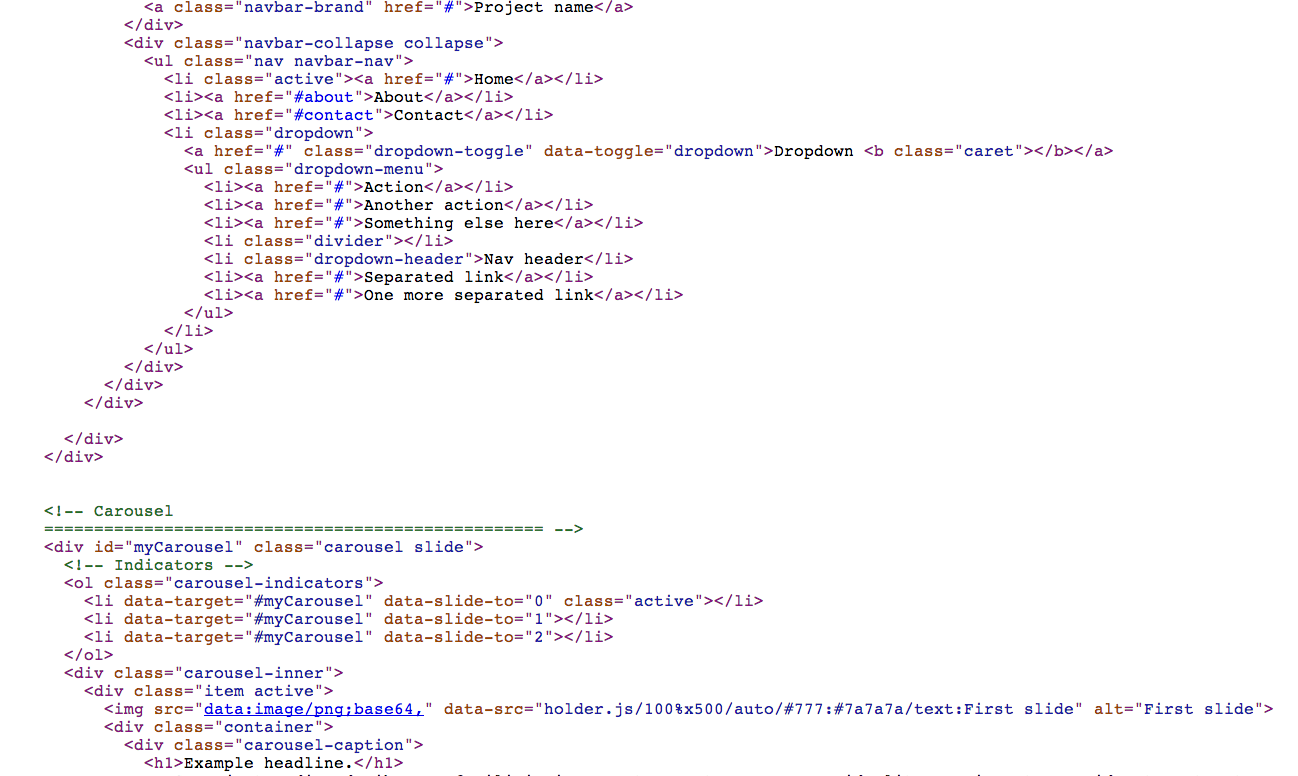 <a class="navbar-brand" href="#">Project name</a>
</div>
<div class="navbar-collapse collapse">
<ul class="nav navbar-nav">
<li class="active"><a href="#">Home</a></li>
<li><a href="#about">About</a></li>
<li><a href="#contact">Contact</a></li>
<li class="dropdown">
<a href="#" class="dropdown-toggle" data-toggle="dropdown">Dropdown <b class="caret"></b></a>
<ul class="dropdown-menu">
<li><a href="#">Action</a></li>
<li><a href="#">Another action</a></li>
<li><a href="#">Something else here</a></li>
<li class="divider"></li>
<li class="dropdown-header">Nav header</li>
<li><a href="#">Separated link</a></li>
<li><a href="#">One more separated link</a></li>
</ul>
</li>
</ul>
</div>
</div>
</div>
</div>
</div>
<!-- Carousel
================================================== -->
<div id="myCarousel" class="carousel slide">
<!-- Indicators -->
<ol class="carousel-indicators">
<li data-target="#myCarousel" data-slide-to="0" class="active"></li>
<li data-target="#myCarousel" data-slide-to="1"></li>
<li data-target="#myCarousel" data-slide-to="2"></li>
</ol>
<div class="carousel-inner">
<div class="item active">
<img src="data:image/png;base64," data-src="holder.js/100%x500/auto/#777:#7a7a7a/text:First slide" alt="First slide">
<div class="container">
<div class="carousel-caption">
<h1>Example headline.</h1>